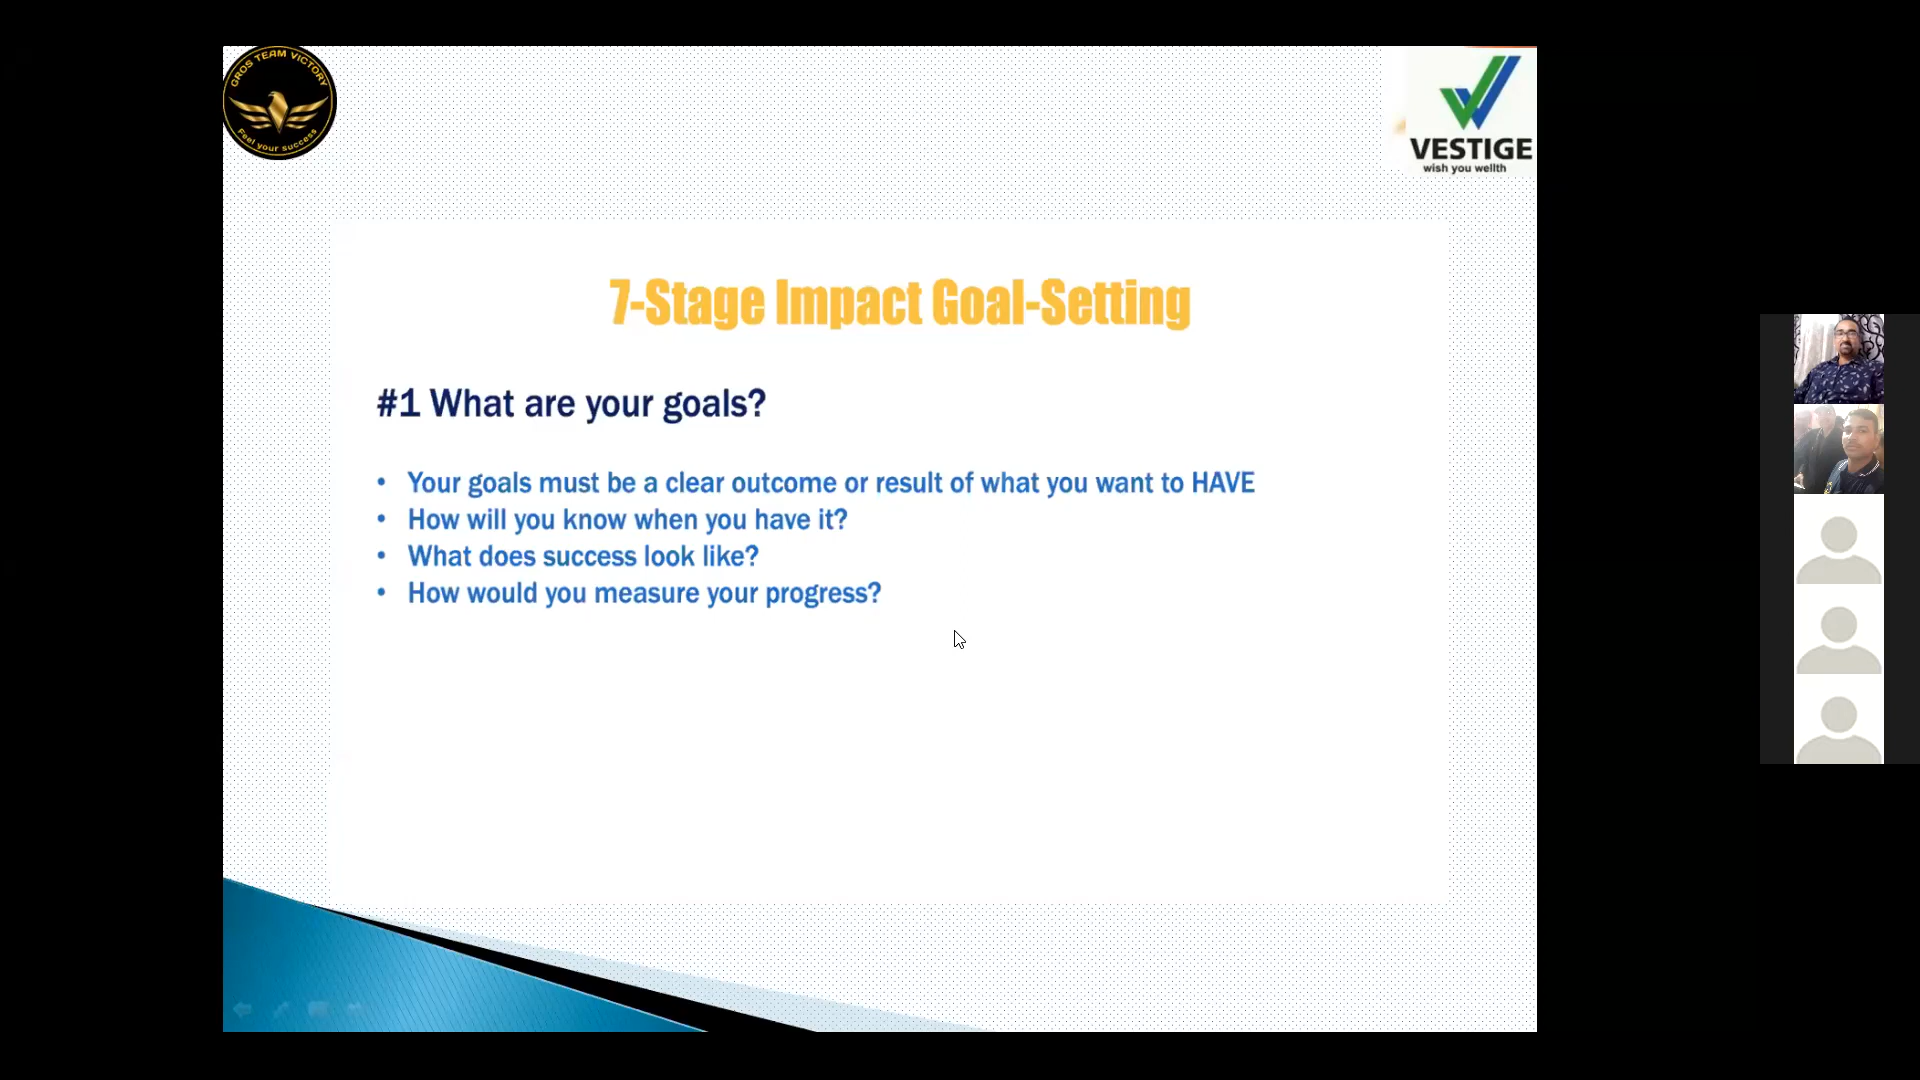 GROS TEAM VICTORY
Feel your success
VESTIGE
wish you wellth
7-Stage Impact Goal-Setting
#1 What are your goals?
• Your goals must be a clear outcome or result of what you want to HAVE
• How will you know when you have it?
• What does success look like?
• How would you measure your progress?